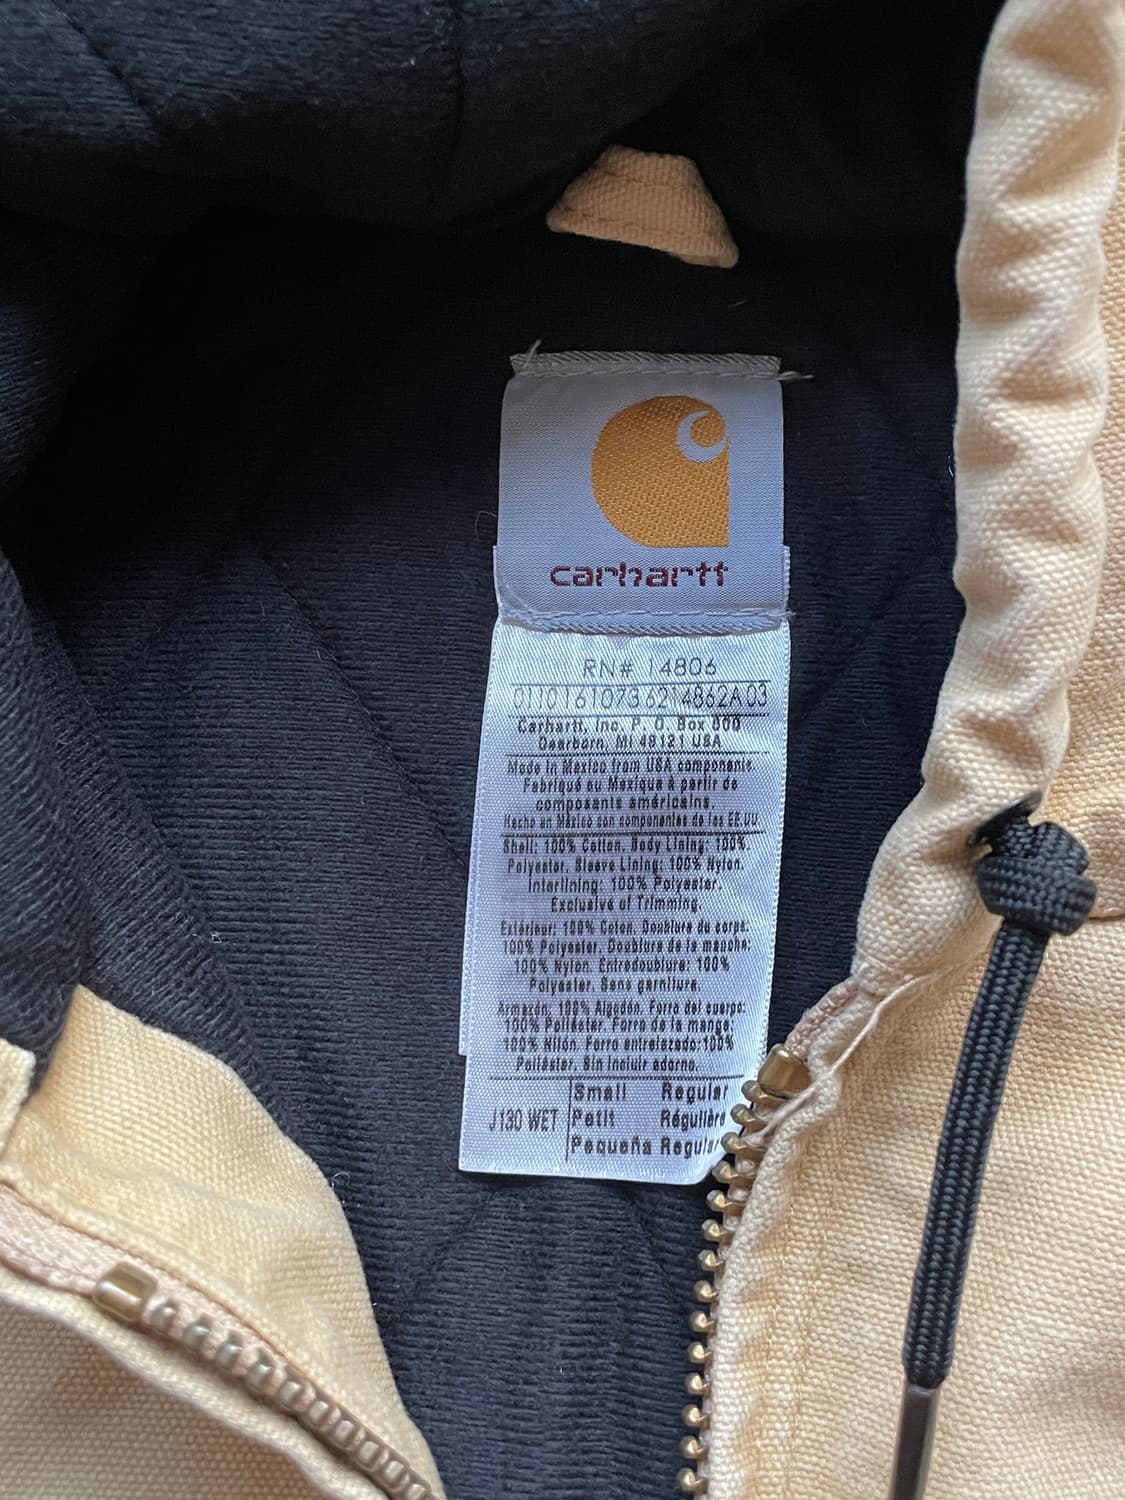 carhartt
RN# 14806
0110161073 6214862A03
Carhartt, Inc. P. O. Box 600
Dearborn, MI 48121 USA
Made in Mexico from USA components
Fabriqué au Mexique à partir de
composants américains.
Hecho en México con componentes de los EE.UU
Shell: 100% Cotton. Body Lining: 100%.
Polyester. Sleeve Lining: 100% Nylon.
Interlining: 100% Polyester.
Exclusive of Trimming.
Extérieur: 100% Coton. Doublure du corps:
100% Polyester. Doublure de la manche:
100% Nylon. Entredoublure: 100%
Polyester. Sans garniture.
Armazón, 100% Algodón. Forro del cuerpo:
100% Poliéster. Forro de la manga:
100% Nilón. Forro entrelazado:100%
Poliéster. Sin incluir adorno.
J130 WET
Small Regular
Petit Régulière
Pequeña Regular